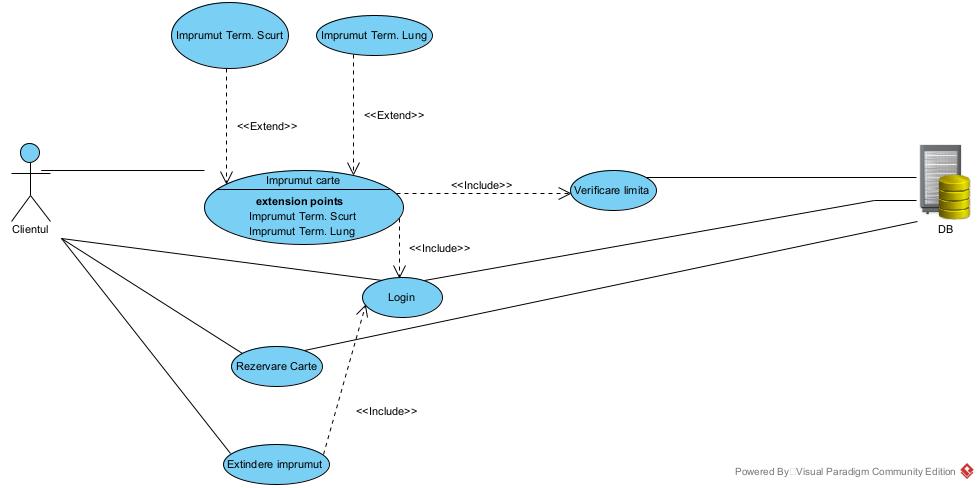 Imprumut Term. Scurt
Imprumut Term. Lung
<<Extend>>
<<Extend>>
Imprumut carte
extension points
Imprumut Term. Scurt
Imprumut Term. Lung
<<Include>>
Verificare limita
Clientul
DB
<<Include>>
Login
Rezervare Carte
<<Include>>
Extindere imprumut
Powered By Visual Paradigm Community Edition